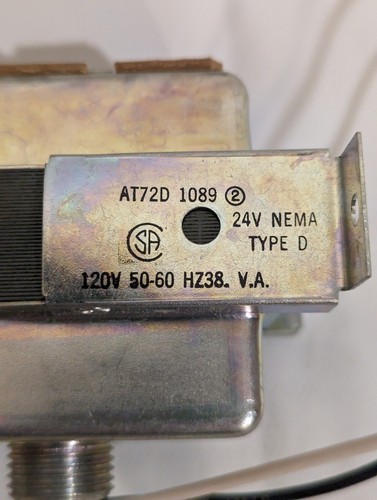 AT72D 1089 ②
24V NEMA
TYPE D
CSA
120V 50-60 HZ38. V.A.